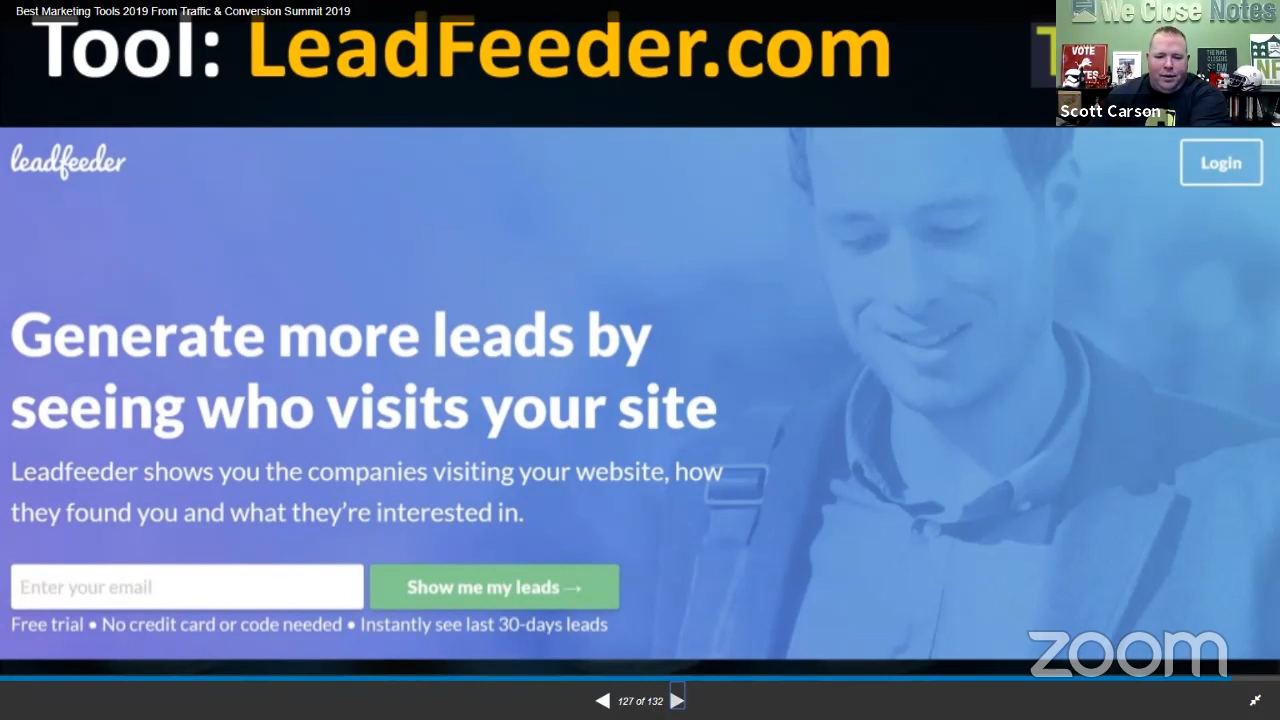 Best Marketing Tools 2019 From Traffic & Conversion Summit 2019
Tool: LeadFeeder.com
We Close Notes
VOTE
Scott Carson
leadfeeder
Login
Generate more leads by
seeing who visits your site
Leadfeeder shows you the companies visiting your website, how
they found you and what they're interested in.
Enter your email
Show me my leads →
Free trial • No credit card or code needed • Instantly see last 30-days leads
zoom
127 of 132